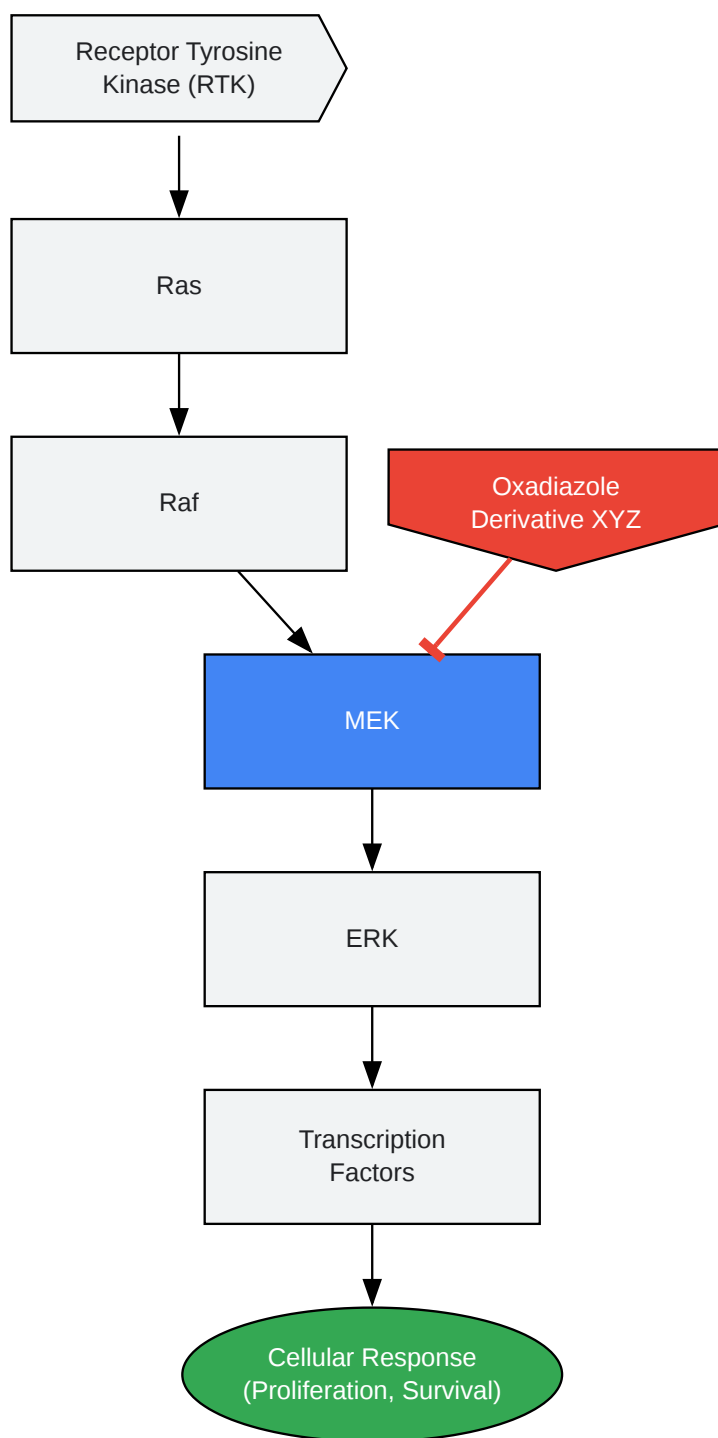 Receptor Tyrosine
Kinase (RTK)
Ras
Raf
Oxadiazole
Derivative XYZ
MEK
ERK
Transcription
Factors
Cellular Response
(Proliferation, Survival)